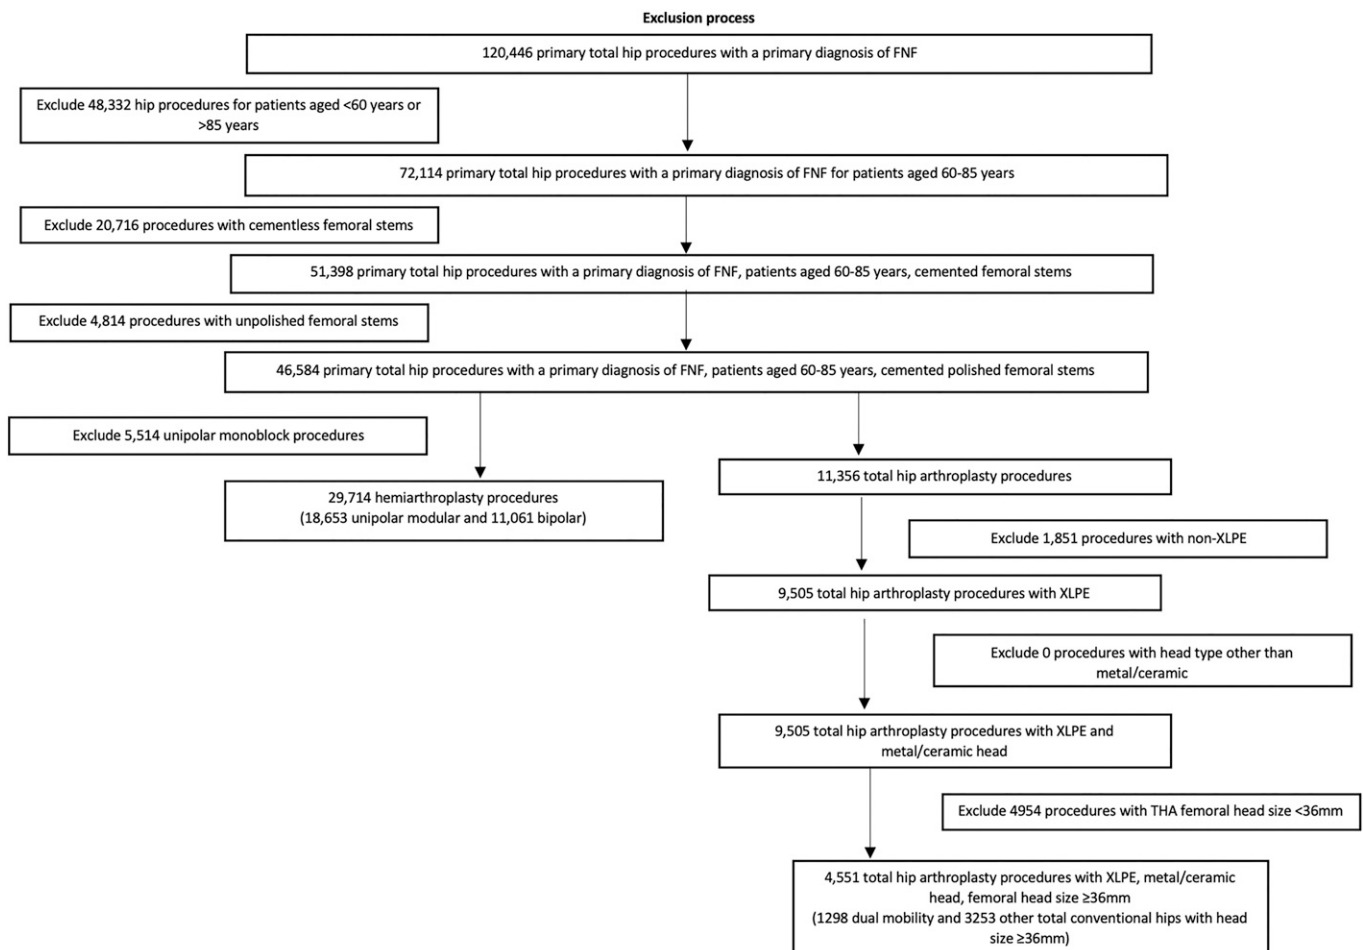 Exclusion process
120,446 primary total hip procedures with a primary diagnosis of FNF
Exclude 48,332 hip procedures for patients aged <60 years or
>85 years
72,114 primary total hip procedures with a primary diagnosis of FNF for patients aged 60-85 years
Exclude 20,716 procedures with cementless femoral stems
51,398 primary total hip procedures with a primary diagnosis of FNF, patients aged 60-85 years, cemented femoral stems
Exclude 4,814 procedures with unpolished femoral stems
46,584 primary total hip procedures with a primary diagnosis of FNF, patients aged 60-85 years, cemented polished femoral stems
Exclude 5,514 unipolar monoblock procedures
29,714 hemiarthroplasty procedures
(18,653 unipolar modular and 11,061 bipolar)
11,356 total hip arthroplasty procedures
Exclude 1,851 procedures with non-XLPE
9,505 total hip arthroplasty procedures with XLPE
Exclude 0 procedures with head type other than
metal/ceramic
9,505 total hip arthroplasty procedures with XLPE and
metal/ceramic head
Exclude 4954 procedures with THA femoral head size <36mm
4,551 total hip arthroplasty procedures with XLPE, metal/ceramic
head, femoral head size ≥36mm
(1298 dual mobility and 3253 other total conventional hips with head
size ≥36mm)